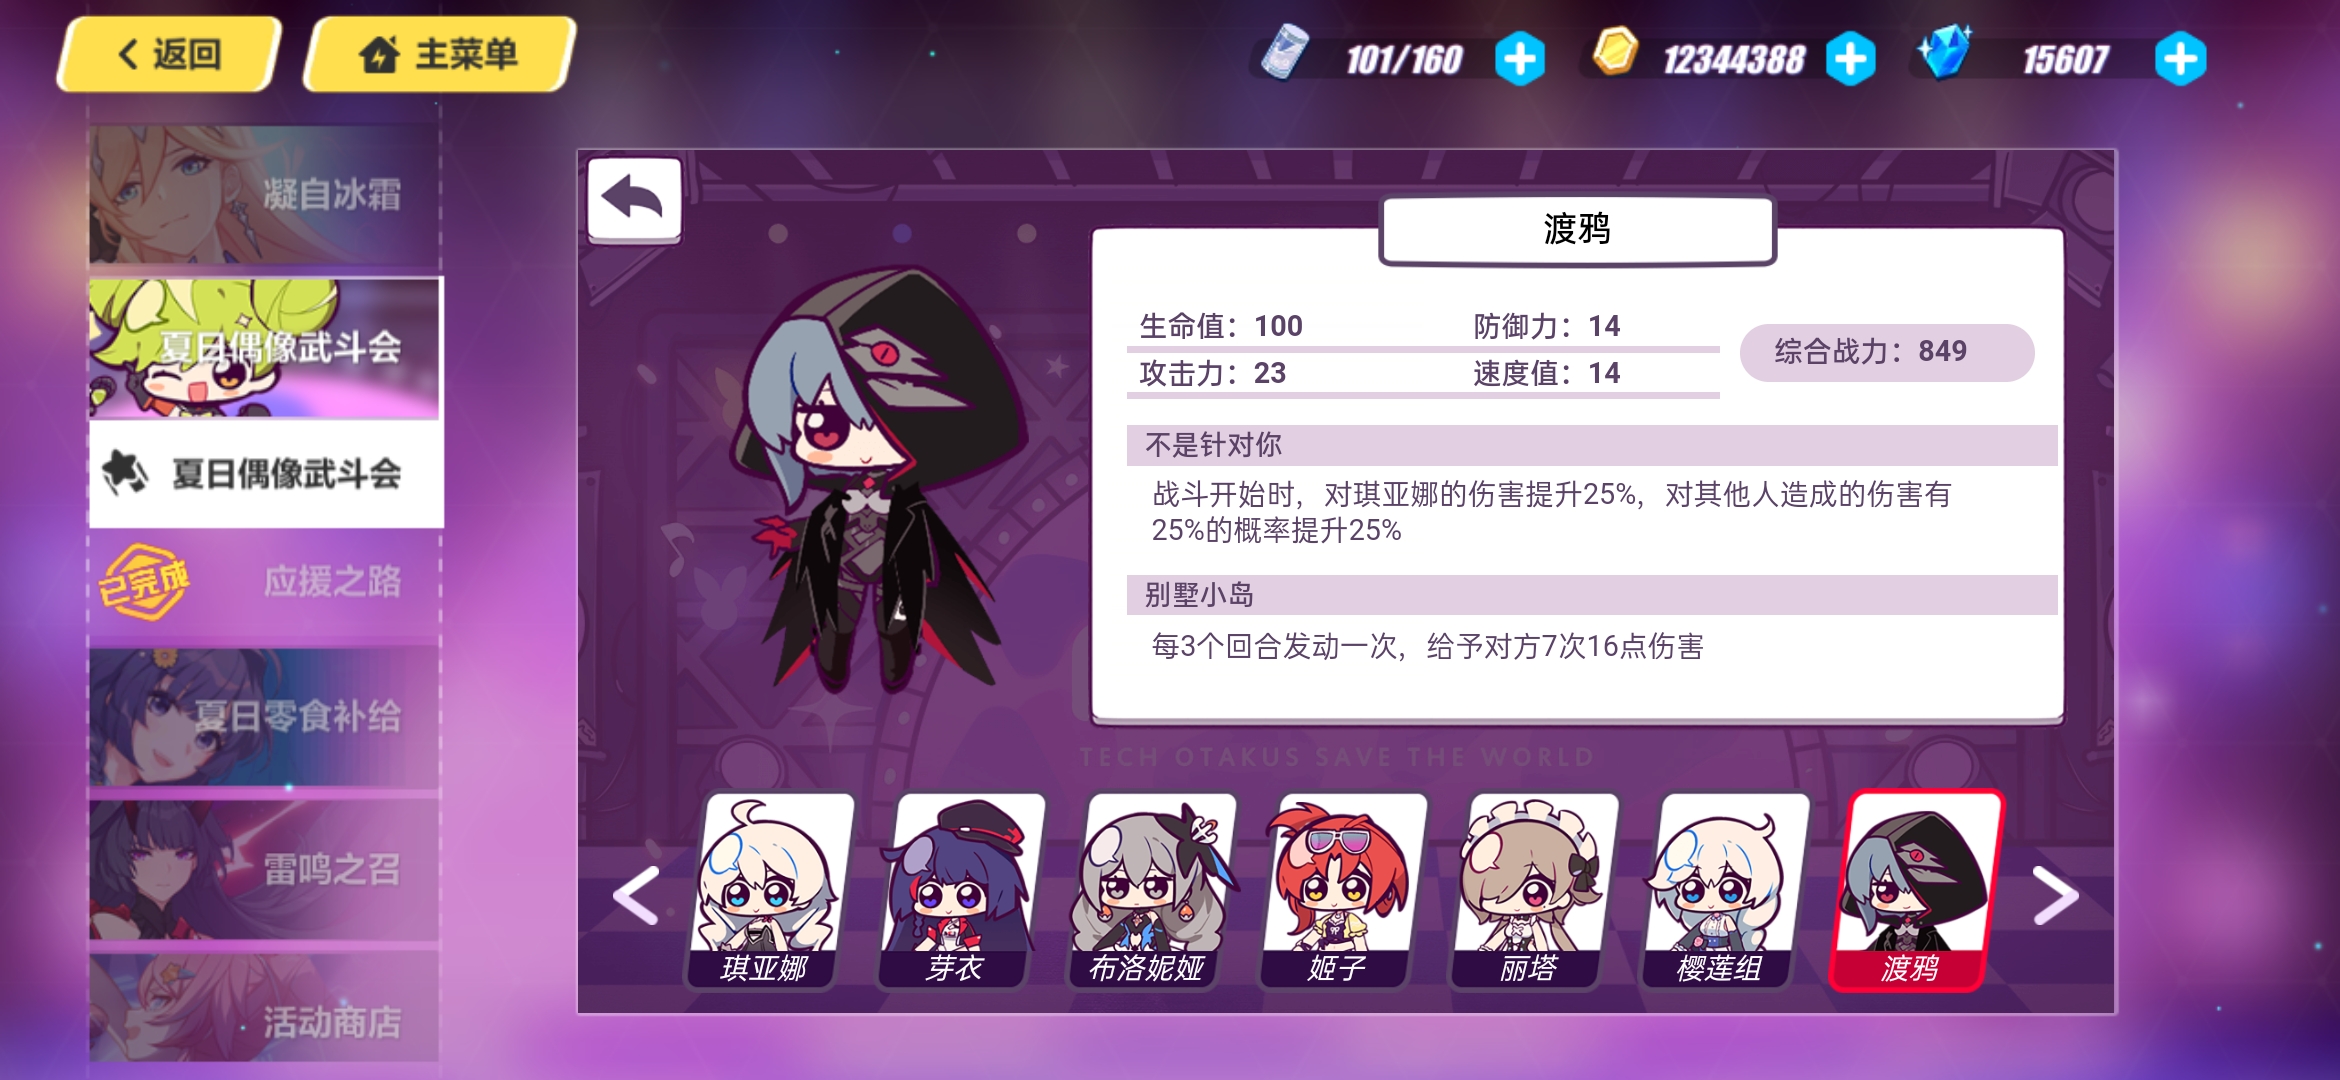 返回
主菜单
101/160
12344388
15607
凝自冰霜
夏日偶像武斗会
夏日偶像武斗会
已完成
应援之路
夏日零食补给
雷鸣之召
活动商店
渡鸦
生命值：100
防御力：14
攻击力：23
速度值：14
综合战力：849
不是针对你
战斗开始时，对琪亚娜的伤害提升25%，对其他人造成的伤害有
25%的概率提升25%
别墅小岛
每3个回合发动一次，给予对方7次16点伤害
TECH OTAKUS SAVE THE WORLD
琪亚娜
芽衣
布洛妮娅
姬子
丽塔
樱莲组
渡鸦